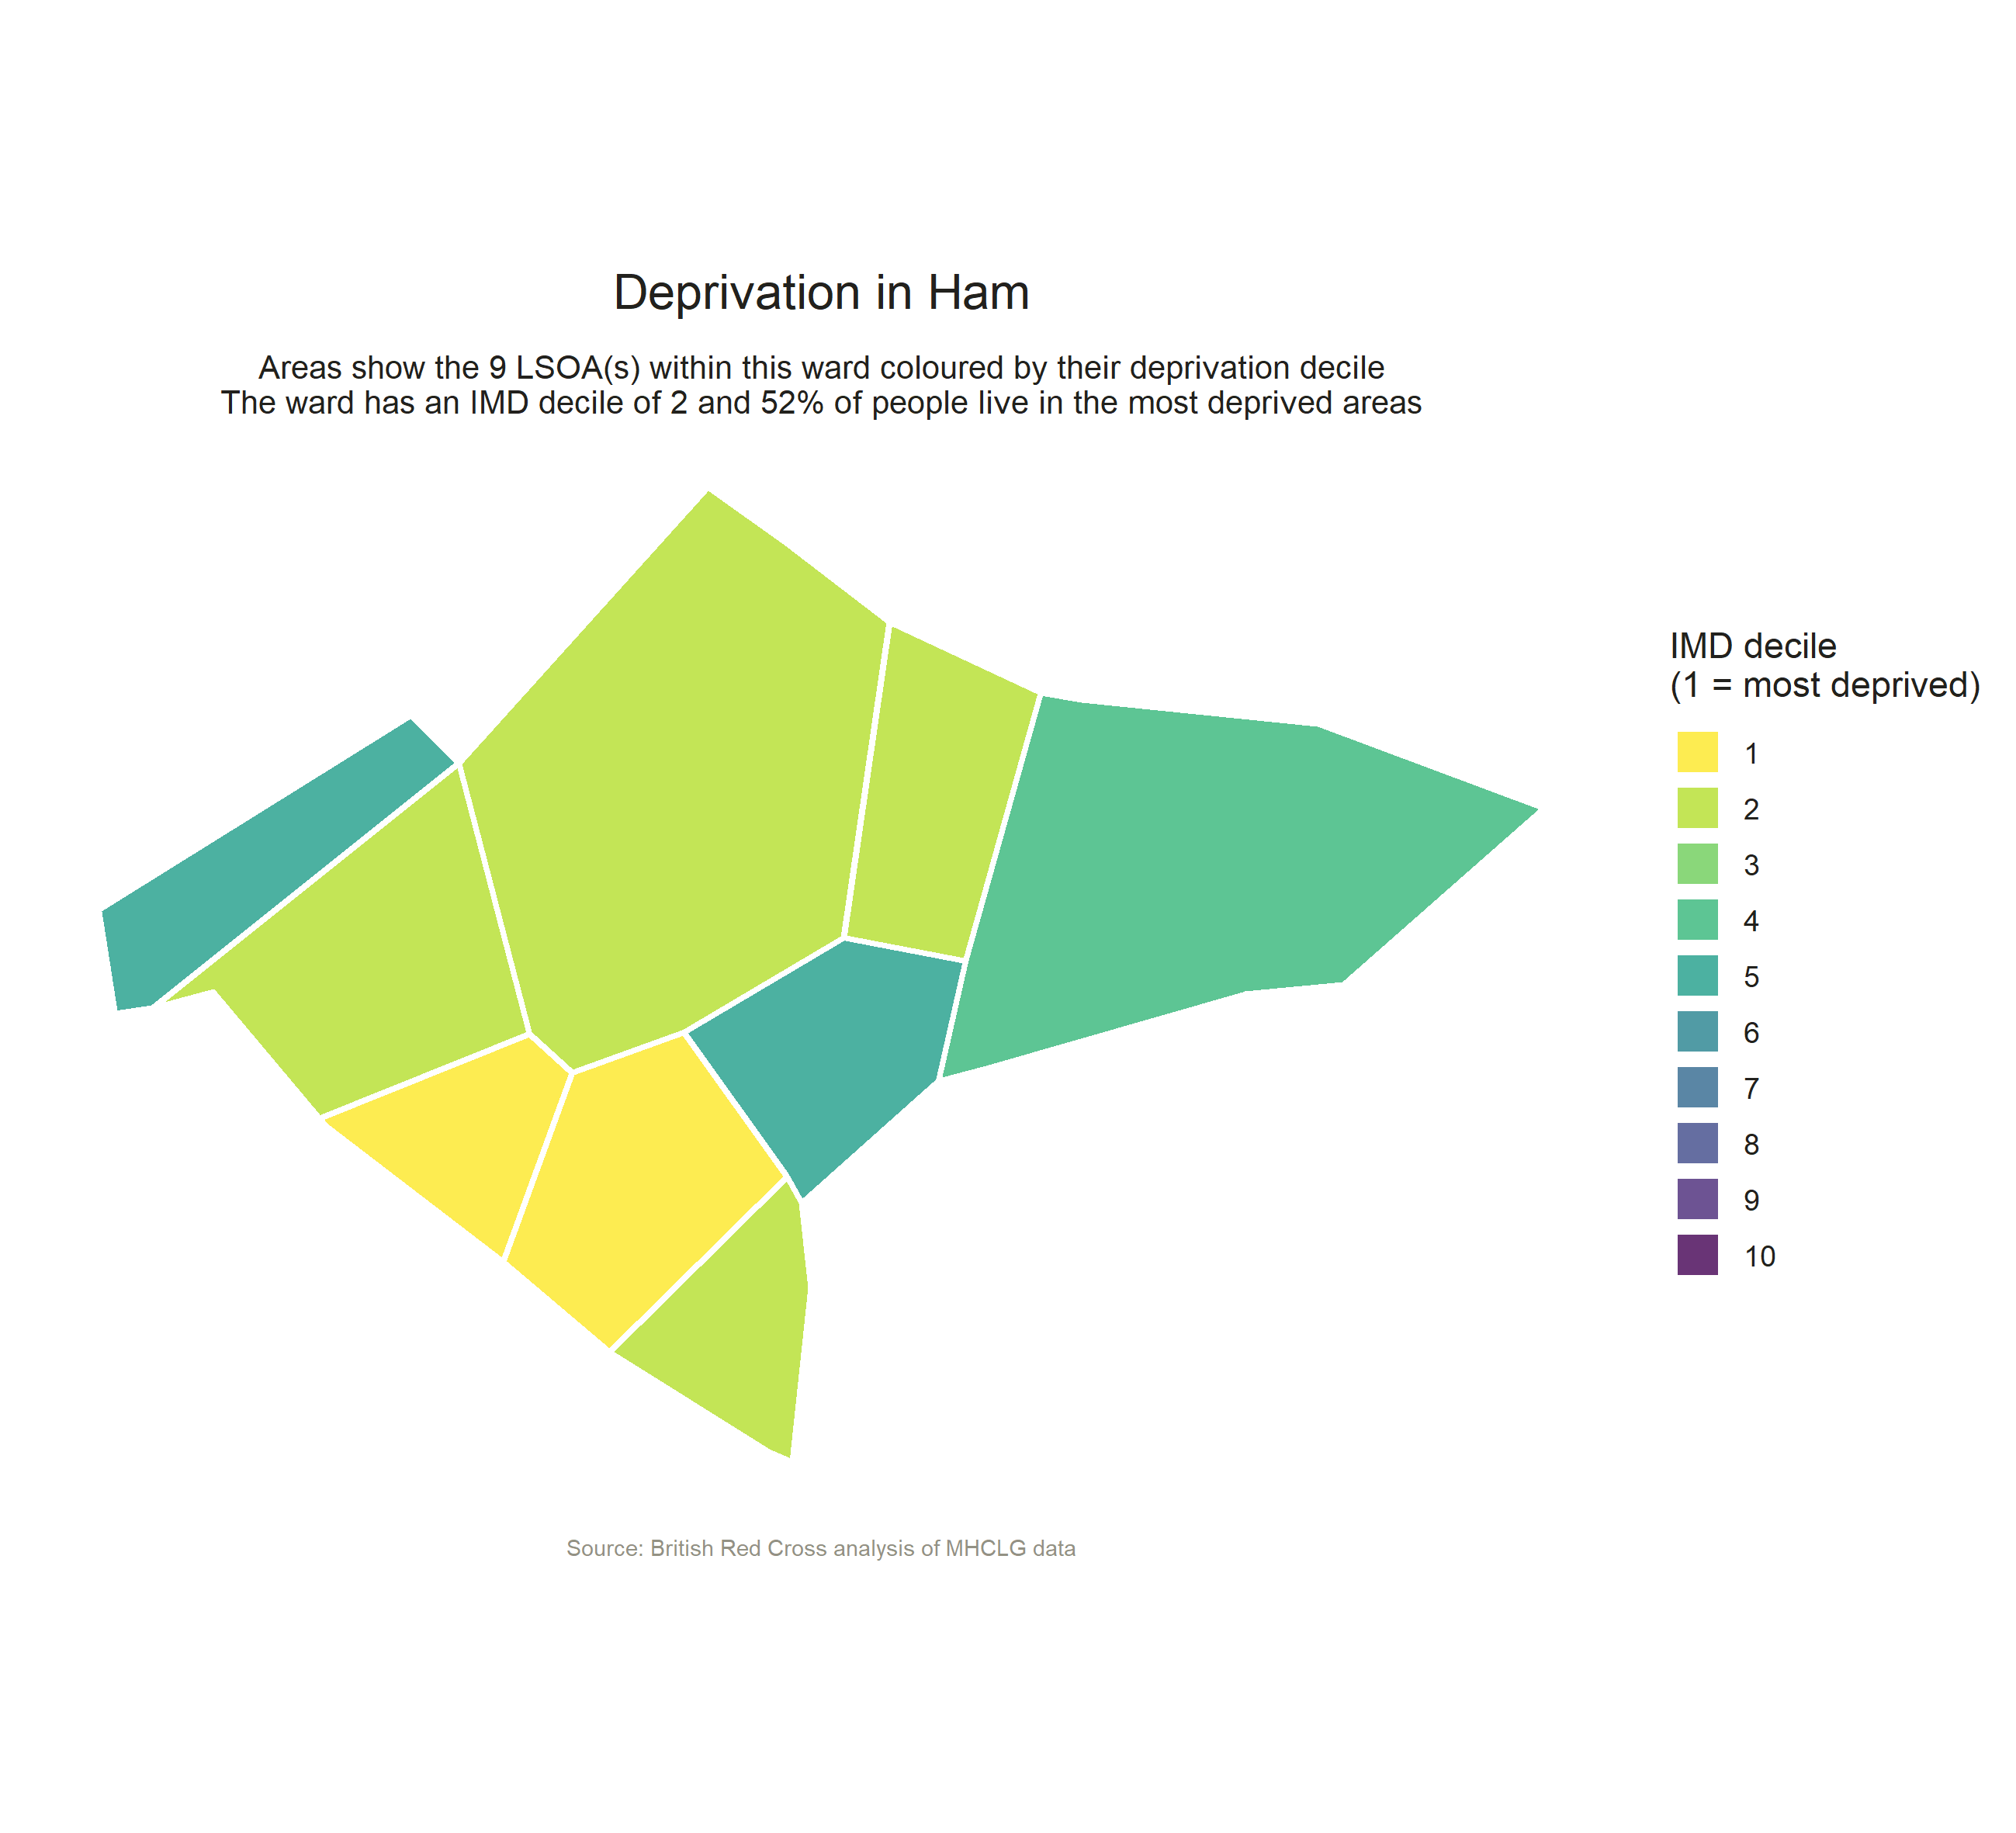 Deprivation in Ham
Areas show the 9 LSOA(s) within this ward coloured by their deprivation decile
The ward has an IMD decile of 2 and 52% of people live in the most deprived areas
IMD decile
(1 = most deprived)
1
2
3
4
5
6
7
8
9
10
Source: British Red Cross analysis of MHCLG data